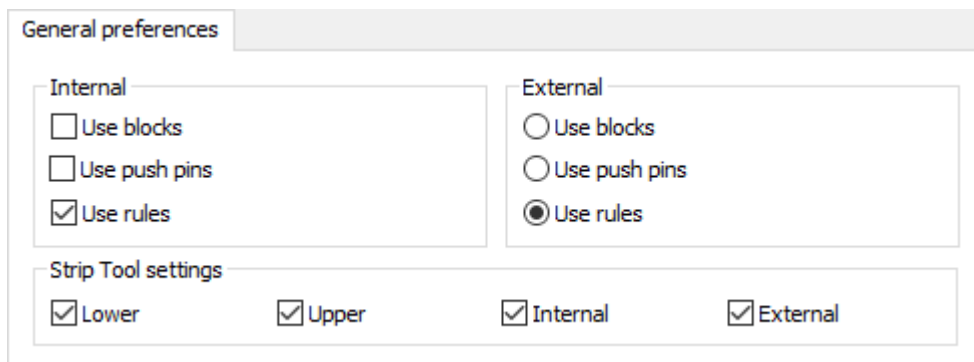 General preferences
Internal
Use blocks
Use push pins
Use rules
External
Use blocks
Use push pins
Use rules
Strip Tool settings
Lower Upper Internal External